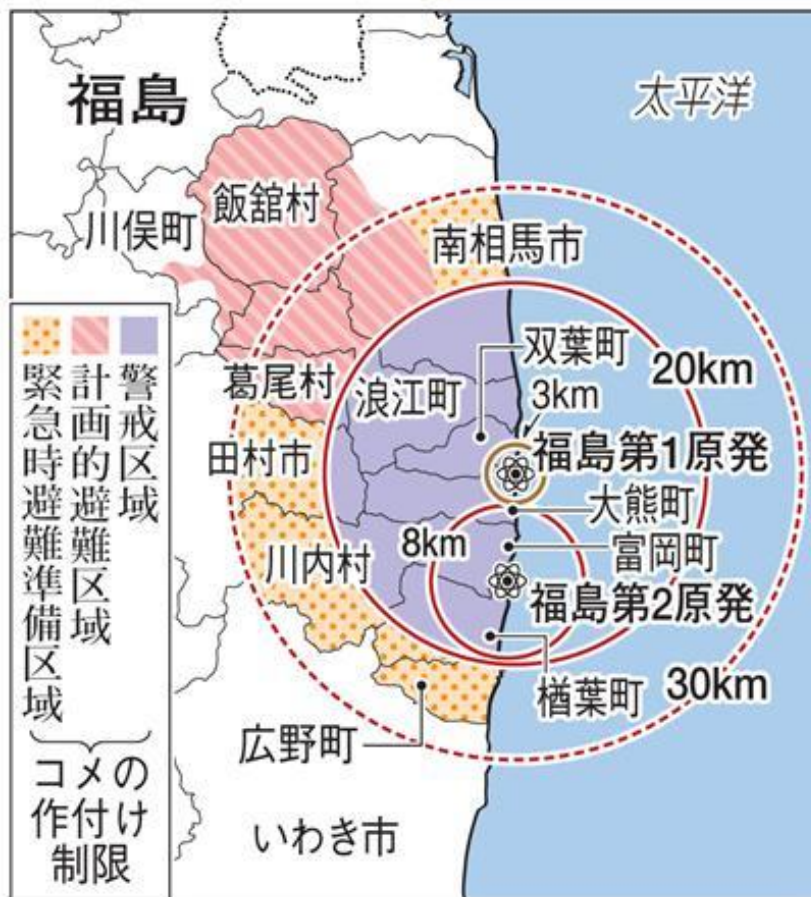 福島
太平洋
飯舘村
川俣町
南相馬市
双葉町
20km
葛尾村
浪江町
3km
福島第1原発
田村市
大熊町
8km
富岡町
川内村
福島第2原発
楢葉町
30km
広野町
いわき市
警戒区域
計画的避難区域
緊急時避難準備区域
コメの
作付け
制限